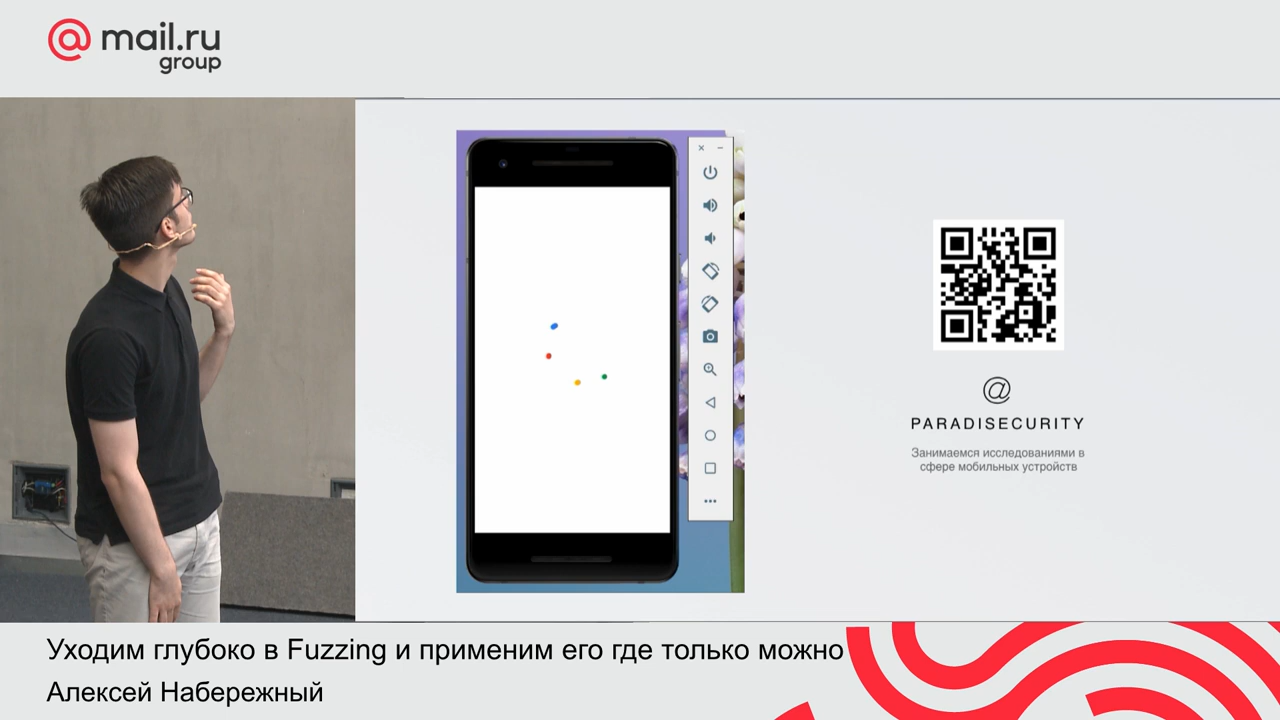 mail.ru
group
@
PARADISECURITY
Занимаемся исследованиями в
сфере мобильных устройств
Уходим глубоко в Fuzzing и применим его где только можно
Алексей Набережный